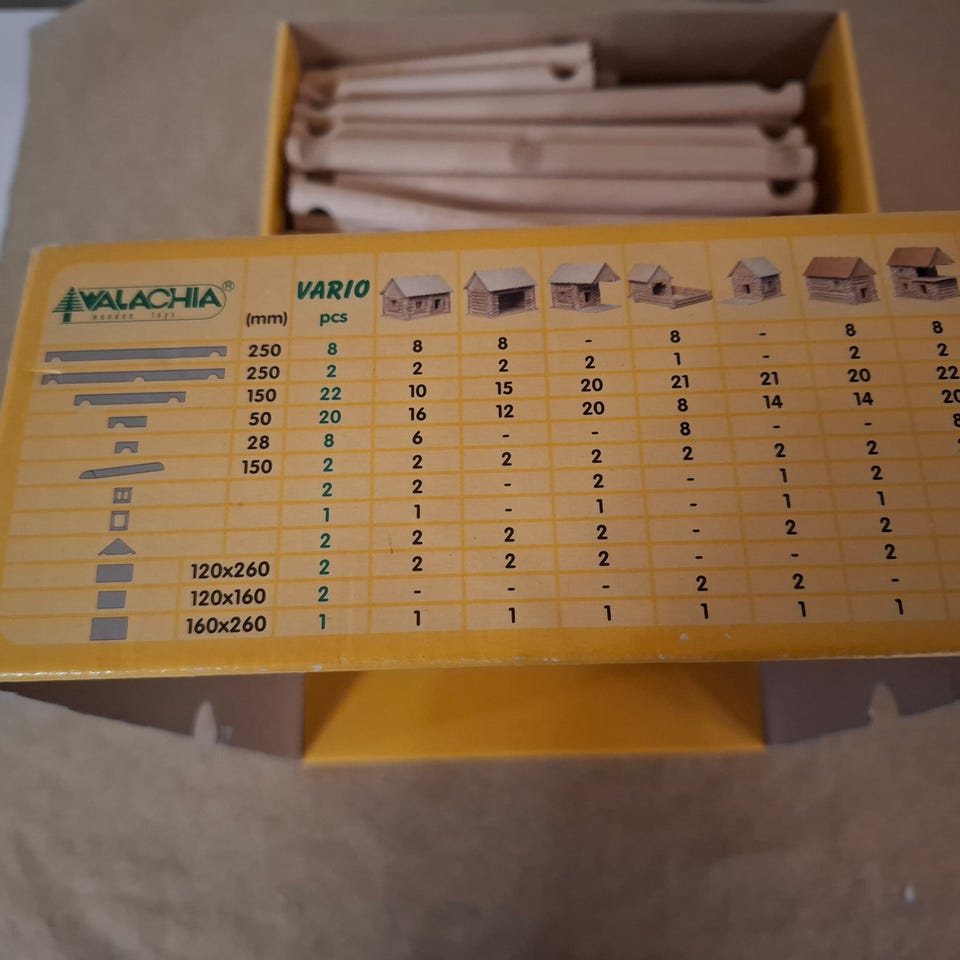 WALACHIA®
wooden toys
(mm) VARIO pcs
250 8 8 8 - 8 - 8 8
250 2 2 2 2 1 - 2 2
150 22 10 15 20 21 21 20 22
50 20 16 12 20 8 14 14 20
28 8 6 - - 8 - - 8
150 2 2 2 2 2 2 2
2 2 - 2 - 1 2
1 1 - 1 - 1 1
2 2 2 2 - 2 2
120x260 2 2 2 2 - - 2
120x160 2 - - - 2 2 -
160x260 1 1 1 1 1 1 1